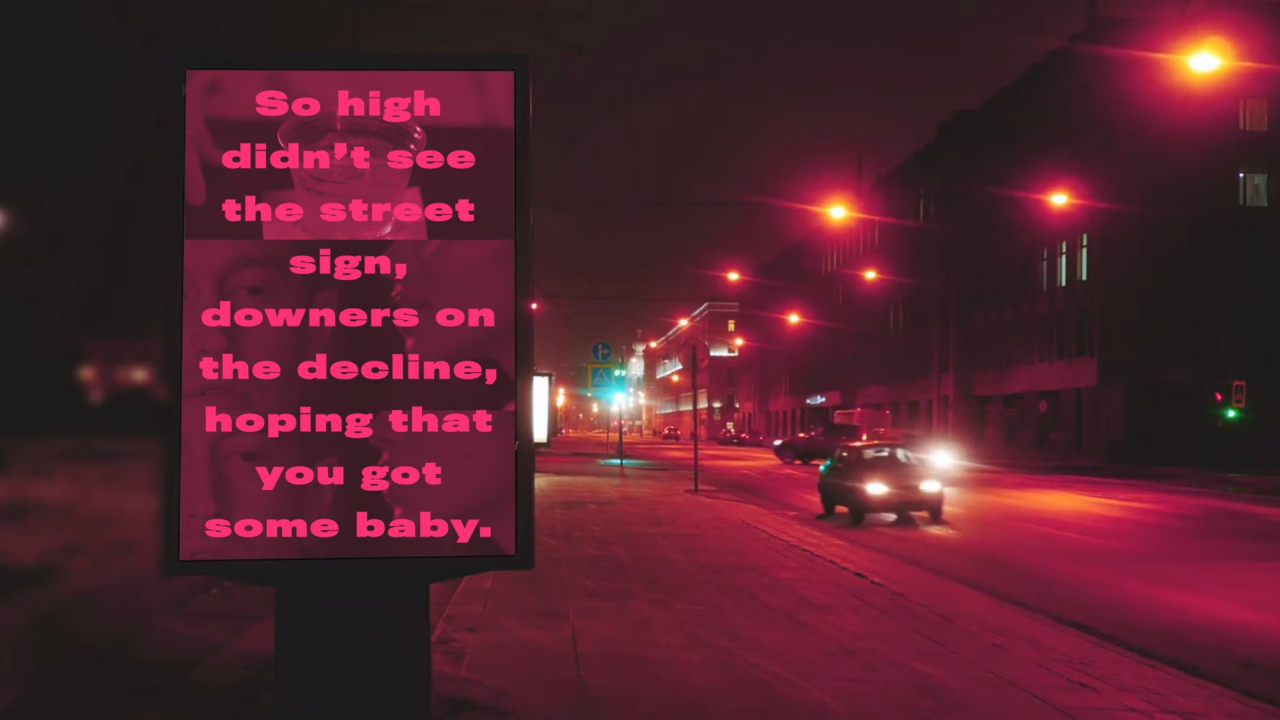 So high
didn't see
the street
sign,
downers on
the decline,
hoping that
you got
some baby.